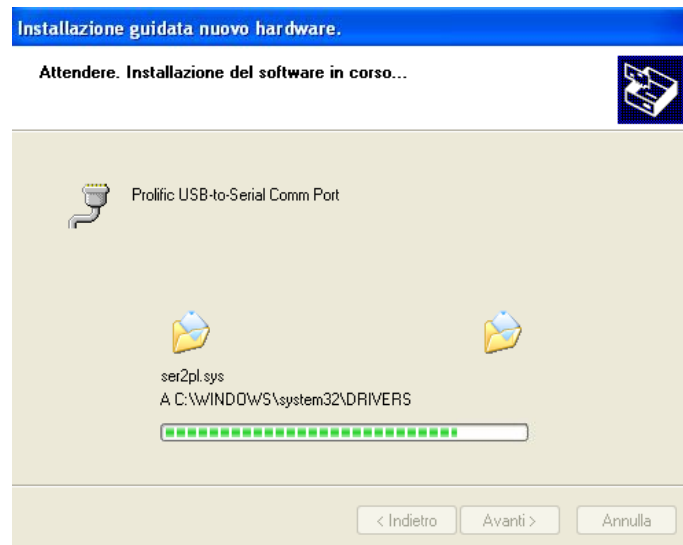 Installazione guidata nuovo hardware.
Attendere. Installazione del software in corso...
Prolific USB-to-Serial Comm Port
ser2pl.sys
A C:\WINDOWS\system32\DRIVERS
< Indietro Avanti > Annulla